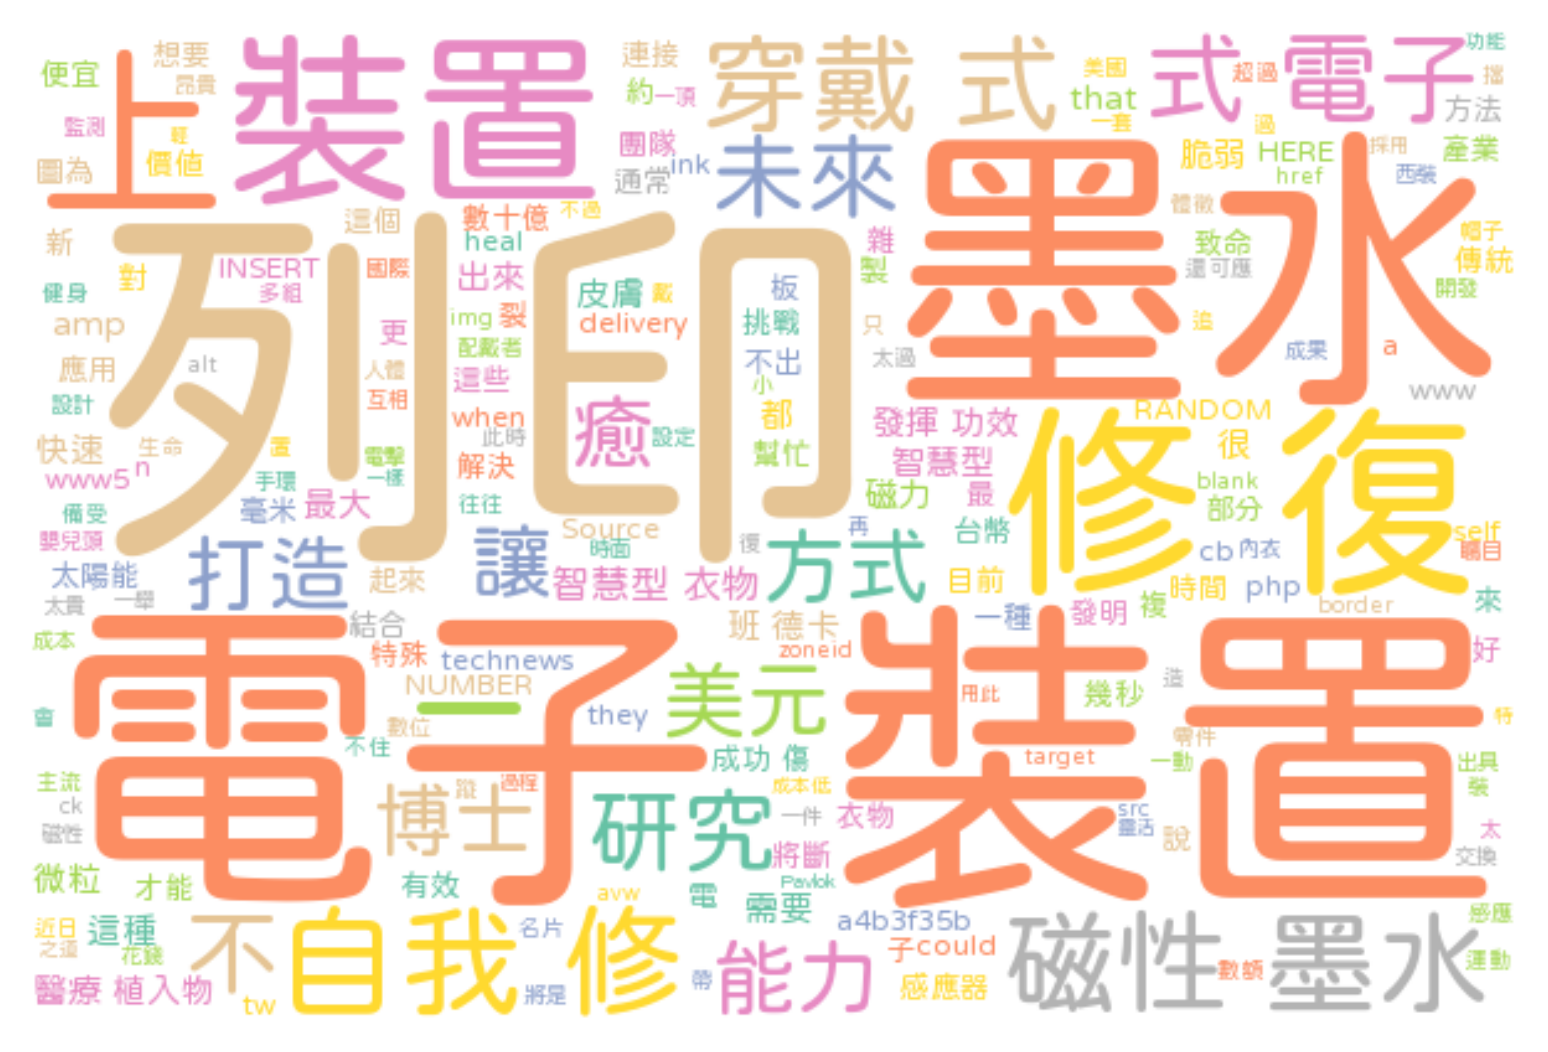 想要
便宜
昂貴
上
裝置
連接
約 一頂
穿戴 式
美國
超過
that
一套
式 電子
功能
擋
方法
監測
輕
價值
圖為
團隊
ink
通常
未來
墨水
過
脆弱 HERE
href
採用
西裝
產業
這個
數十億
不過
heal
新
對
INSERT
多組
國際
出來
列印
皮膚 戴
delivery
板
挑戰
不出
小
都
幫忙
雜
製
只
太過
體徵
致命
還可應
帽子
傳統
開發
追
成果
a
www
健身
amp
應用
alt
設計
更
人體
互相
img 裂
配戴者
這些
when
此時
解決
癒
設定
發揮 功效
智慧型
磁力 最
RANDOM
很
修復
blank
部分
self
矚目
快速
生命
置
www5 n
手環
電擊
一樣
毫米 最大
往往
備受
嬰兒頭
太陽能
太貴 一舉
打造
起來
讓
Source
時面
復
再
智慧型 衣物
方式
台幣
目前
cb 內衣
時間 php
border
來
成本
結合
特殊
technews
NUMBER
班 德卡
zoneid
一種 發明 複
好
電子裝置
一
數位
不住
they
美元
用此
幾秒
造
零件
特
會
主流
ck
磁性
蹤
過程
成功 傷
成本低
target
一動
出具
裝
博士
研究
一件 衣物
將斷
src
靈活
說
太
交換
微粒 才能
有效
avw
電
Pavlok
需要
a4b3f35b
子 could
感應
近日
之道
這種
花錢
不
自我 修
名片
將是
帶
能力
感應器
磁性 墨水
數額
運動
醫療 植入物
tw